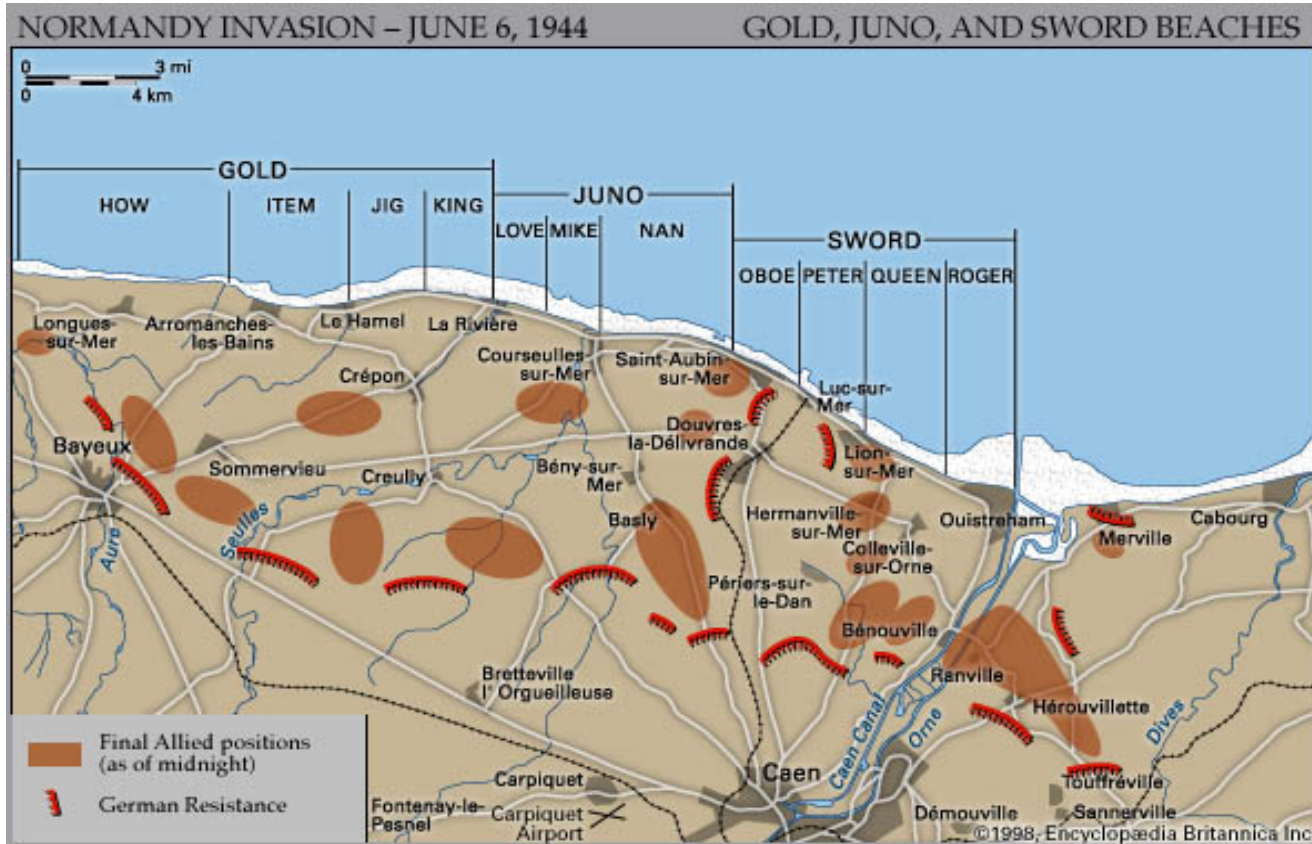 NORMANDY INVASION – JUNE 6, 1944
GOLD, JUNO, AND SWORD BEACHES
0 3 mi
0 4 km
GOLD
JUNO
SWORD
HOW
ITEM
JIG
KING
LOVE
MIKE
NAN
OBOE
PETER
QUEEN
ROGER
Longues-
sur-Mer
Arromanches-
les-Bains
Le Hamel
La Rivière
Courseulles-
sur-Mer
Saint-Aubin-
sur-Mer
Luc-sur-
Mer
Crépon
Douvres-
la-Délivrande
Lion-
sur-Mer
Bayeux
Sommervieu
Creully
Bény-sur-
Mer
Basly
Hermanville-
sur-Mer
Colleville-
sur-Orne
Ouistreham
Merville
Cabourg
Aure
Seulles
Périers-sur-
le-Dan
Bénouville
Ranville
Hérouvillette
Bretteville
l'Orgueilleuse
Caen Canal
Orne
Dives
Touffréville
Sannerville
Démouville
Caen
Carpiquet
Carpiquet
Airport
Fontenay-le-
Pesnel
Final Allied positions
(as of midnight)
German Resistance
©1998, Encyclopædia Britannica Inc